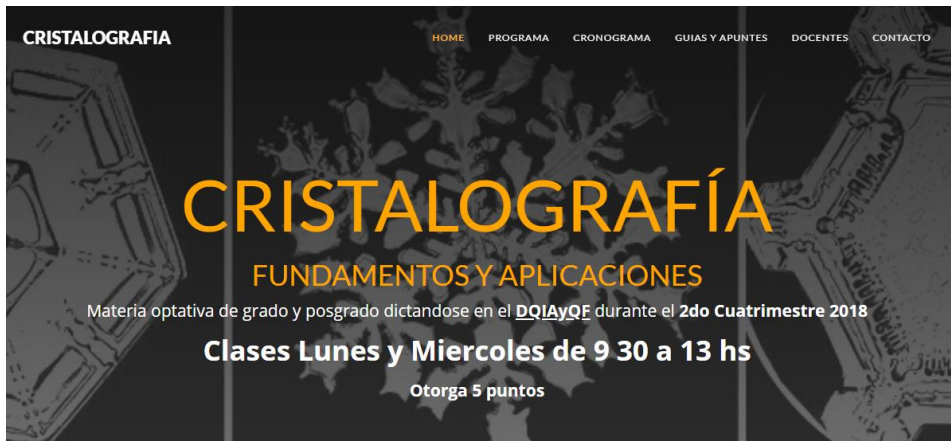 CRISTALOGRAFIA
HOME PROGRAMA CRONOGRAMA GUIAS Y APUNTES DOCENTES CONTACTO
CRISTALOGRAFÍA
FUNDAMENTOS Y APLICACIONES
Materia optativa de grado y posgrado dictandose en el DQIAyQF durante el 2do Cuatrimestre 2018
Clases Lunes y Miercoles de 9 30 a 13 hs
Otorga 5 puntos